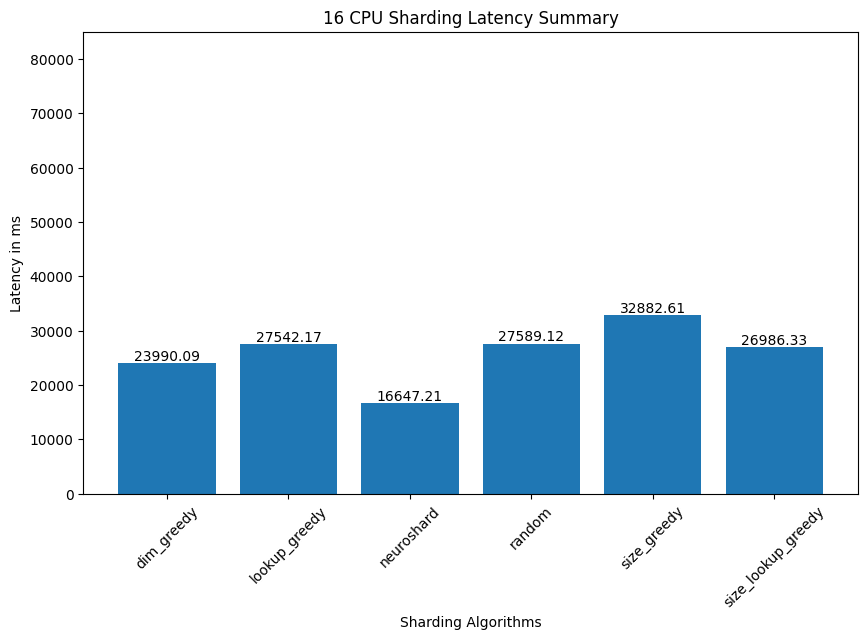 16 CPU Sharding Latency Summary
Latency in ms
80000
70000
60000
50000
40000
30000
20000
10000
0
23990.09
27542.17
16647.21
27589.12
32882.61
26986.33
dim_greedy
lookup_greedy
neuroshard
random
size_greedy
size_lookup_greedy
Sharding Algorithms